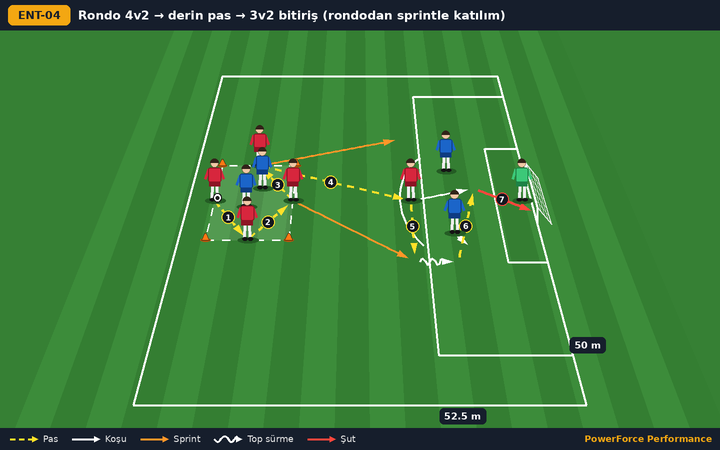 ENT-04 Rondo 4v2 → derin pas → 3v2 bitiriş (rondodan sprintle katılım)
4
3
7
1
2
5
6
50 m
52.5 m
Pas Koşu Sprint Top sürme Şut PowerForce Performance